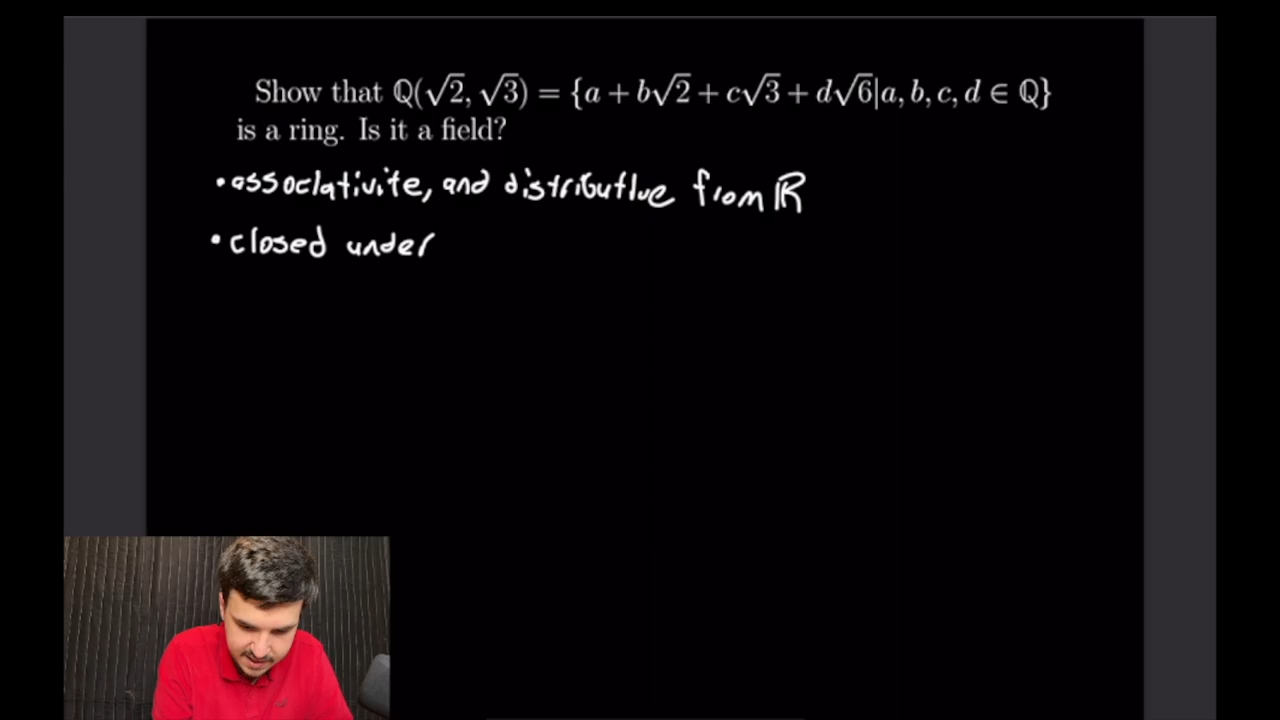 Show that ℚ(√2, √3) = {a + b√2 + c√3 + d√6|a, b, c, d ∈ ℚ}
is a ring. Is it a field?
• associativite, and distributive from ℝ
• closed under